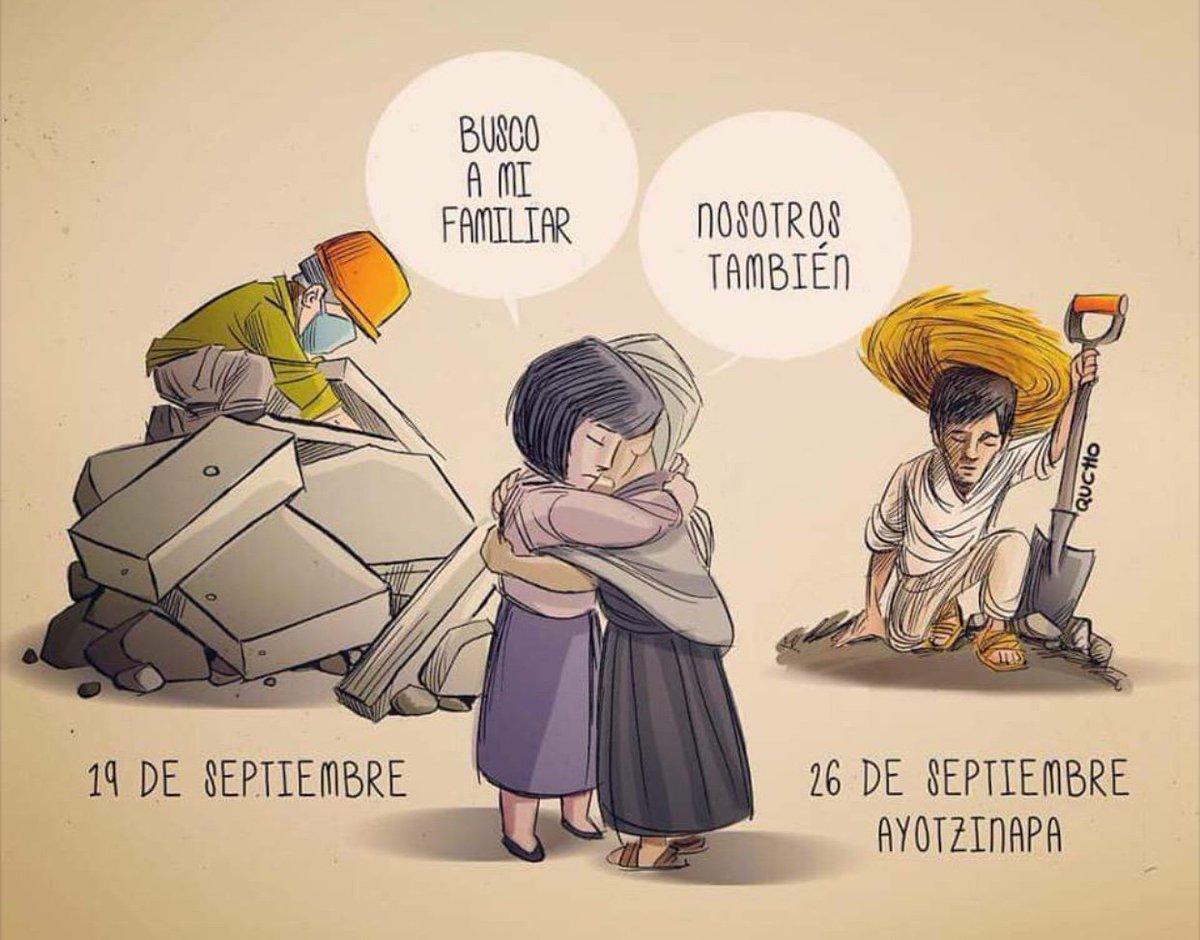 BUSCO
A MI
FAMILIAR
NOSOTROS
TAMBIÉN
QUCHO
19 DE SEPTIEMBRE
26 DE SEPTIEMBRE
AYOTZINAPA